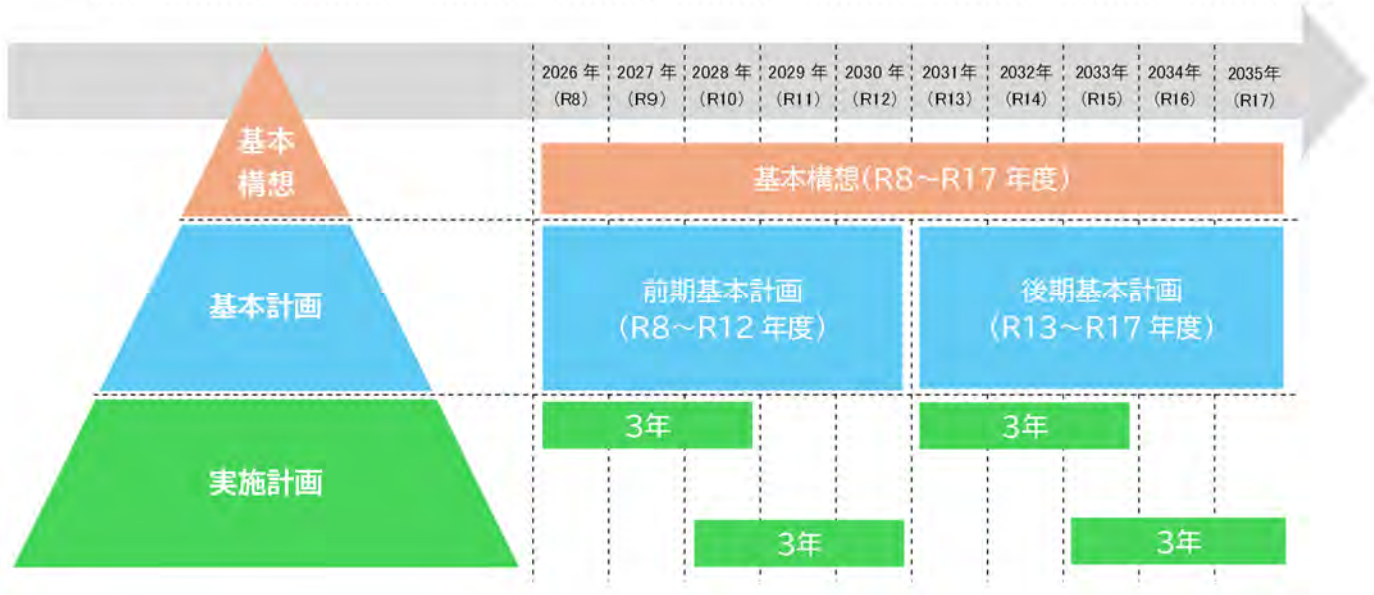 2026 年
(R8)
2027 年
(R9)
2028 年
(R10)
2029 年
(R11)
2030 年
(R12)
2031年
(R13)
2032年
(R14)
2033年
(R15)
2034年
(R16)
2035年
(R17)
基本
構想
基本構想(R8～R17 年度)
基本計画
前期基本計画
(R8～R12 年度)
後期基本計画
(R13～R17 年度)
実施計画
3年
3年
3年
3年